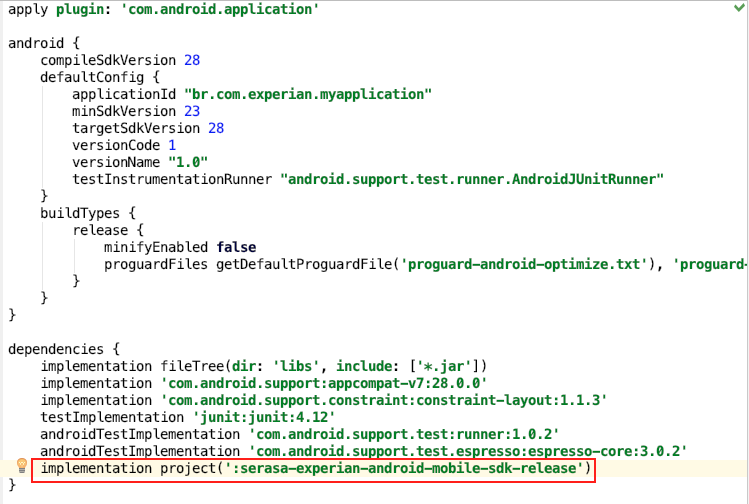 apply plugin: 'com.android.application'
android {
compileSdkVersion 28
defaultConfig {
applicationId "br.com.experian.myapplication"
minSdkVersion 23
targetSdkVersion 28
versionCode 1
versionName "1.0"
testInstrumentationRunner "android.support.test.runner.AndroidJUnitRunner"
}
buildTypes {
release {
minifyEnabled false
proguardFiles getDefaultProguardFile('proguard-android-optimize.txt'), 'proguard-
}
}
}
dependencies {
implementation fileTree(dir: 'libs', include: ['*.jar'])
implementation 'com.android.support:appcompat-v7:28.0.0'
implementation 'com.android.support.constraint:constraint-layout:1.1.3'
testImplementation 'junit:junit:4.12'
androidTestImplementation 'com.android.support.test:runner:1.0.2'
androidTestImplementation 'com.android.support.test.espresso:espresso-core:3.0.2'
implementation project(':serasa-experian-android-mobile-sdk-release')
}